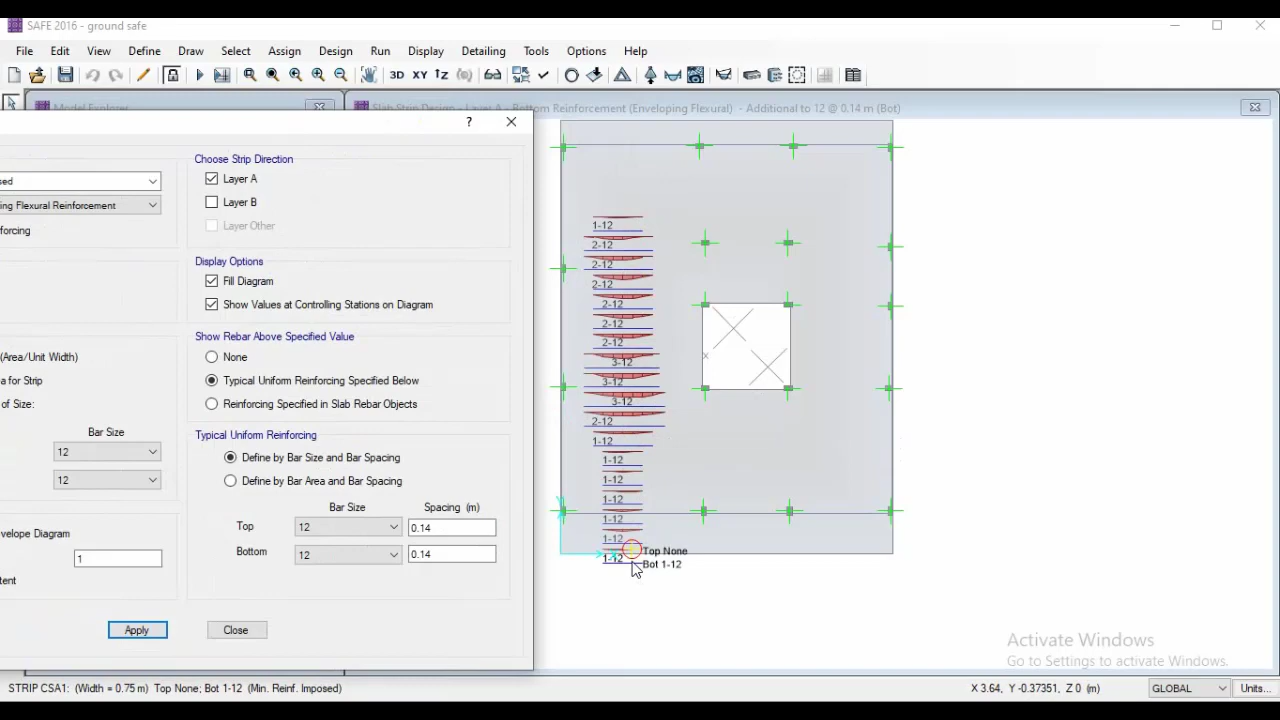 SAFE 2016 - ground safe
File Edit View Define Draw Select Assign Design Run Display Detailing Tools Options Help
3D XY
Model Explorer
Slab Strip Design - Layer A - Bottom Reinforcement (Enveloping Flexural) - Additional to 12 @ 0.14 m (Bot)
?
Choose Strip Direction
Layer A
Layer B
Layer Other
sed
ing Flexural Reinforcement
forcing
Display Options
Fill Diagram
Show Values at Controlling Stations on Diagram
Show Rebar Above Specified Value
None
Typical Uniform Reinforcing Specified Below
Reinforcing Specified in Slab Rebar Objects
(Area/Unit Width)
a for Strip
of Size:
Bar Size
12
12
Typical Uniform Reinforcing
Define by Bar Size and Bar Spacing
Define by Bar Area and Bar Spacing
Bar Size Spacing (m)
Top 12 0.14
Bottom 12 0.14
velope Diagram
1
tent
Apply Close
1-12
2-12
2-12
2-12
2-12
2-12
2-12
3-12
3-12
3-12
2-12
1-12
1-12
1-12
1-12
1-12
1-12
1-12
Top None
Bot 1-12
X
Y
Activate Windows
Go to Settings to activate Windows.
STRIP CSA1: (Width = 0.75 m) Top None; Bot 1-12 (Min. Reinf. Imposed)
X 3.64, Y -0.37351, Z 0 (m)
GLOBAL
Units...